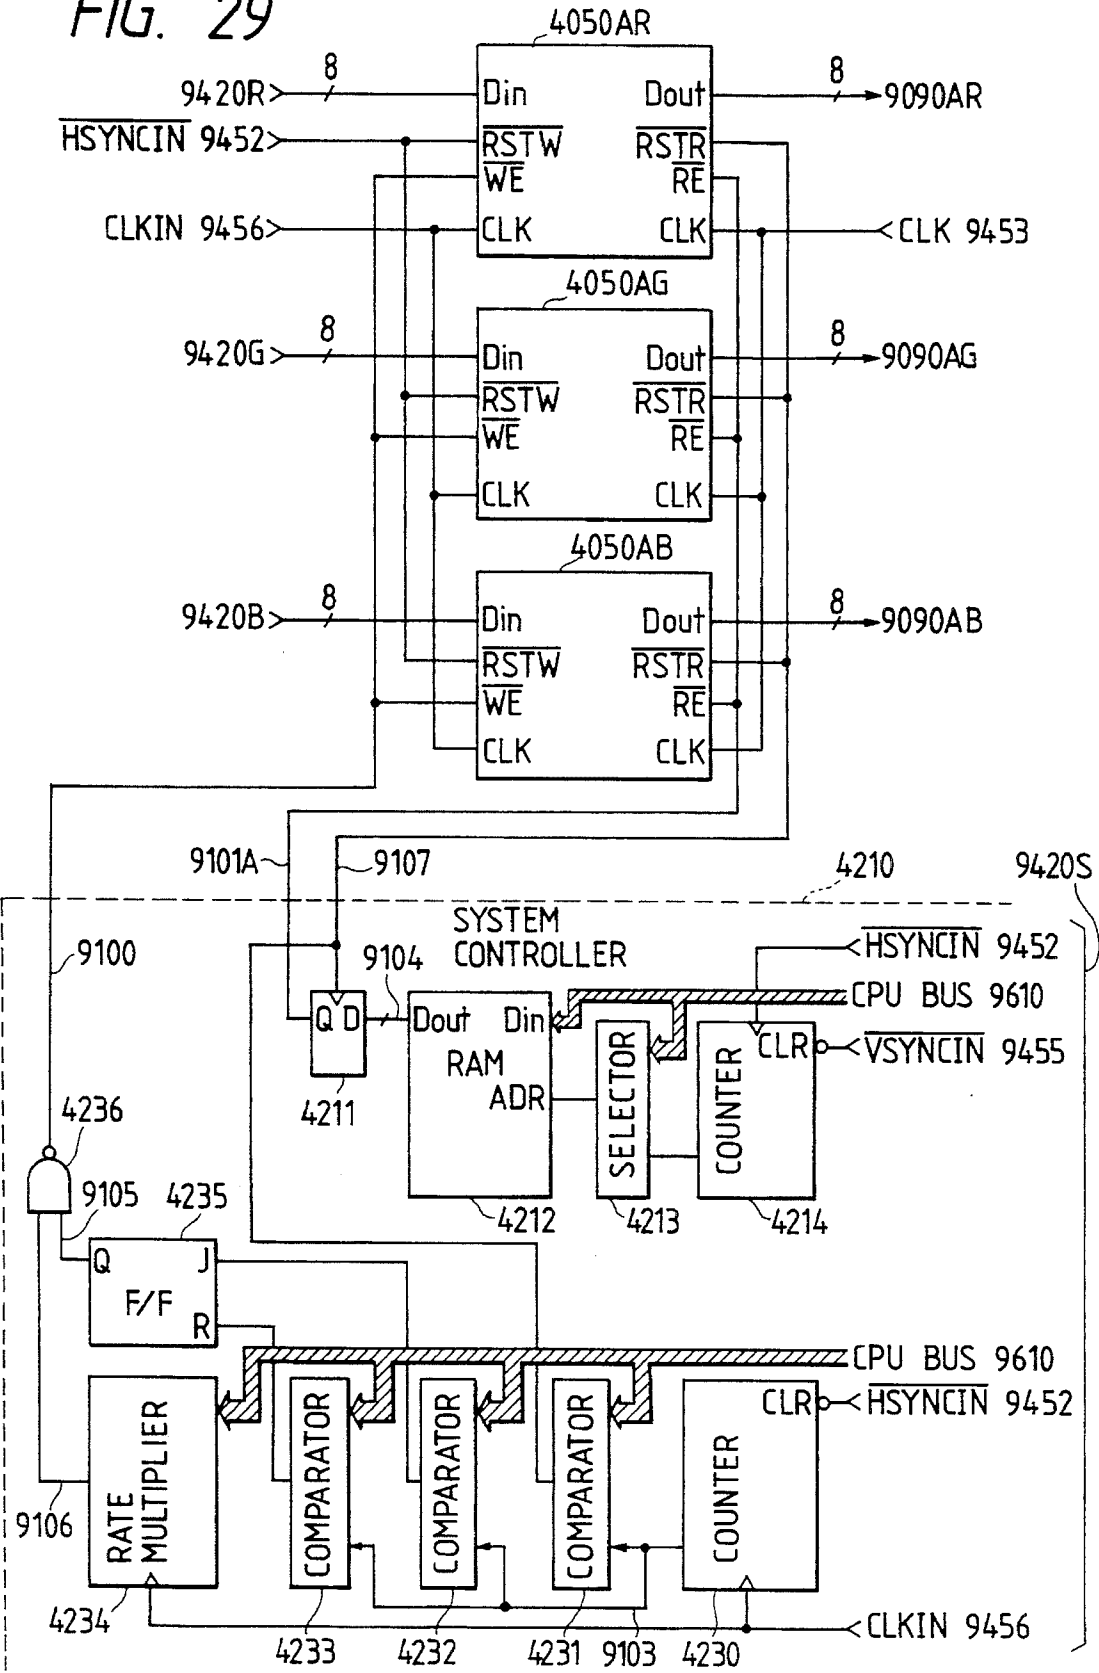 FIG. 29
4050AR
9420R 8 Din Dout 8 9090AR
HSYNCIN 9452 RSTW RSTR
WE RE
CLKIN 9456 CLK CLK CLK 9453
4050AG
9420G 8 Din Dout 8 9090AG
RSTW RSTR
WE RE
CLK CLK
4050AB
9420B 8 Din Dout 8 9090AB
RSTW RSTR
WE RE
CLK CLK
9101A 9107 4210 9420S
SYSTEM
CONTROLLER
9100 9104 HSYNCIN 9452
CPU BUS 9610
Q D Dout Din
RAM
ADR
SELECTOR
COUNTER
CLR VSYNCIN 9455
4211
4236
9105 4235 4212 4213 4214
Q J
F/F
R
CPU BUS 9610
CLR HSYNCIN 9452
RATE
MULTIPLIER
COMPARATOR
COMPARATOR
COMPARATOR
COUNTER
9106
4234 4233 4232 4231 9103 4230 CLKIN 9456